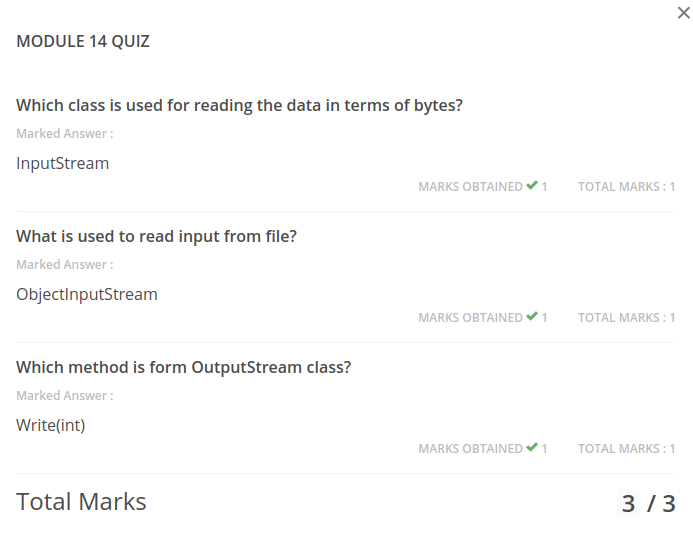 MODULE 14 QUIZ
Which class is used for reading the data in terms of bytes?
Marked Answer :
InputStream
MARKS OBTAINED ✔ 1 TOTAL MARKS : 1
What is used to read input from file?
Marked Answer :
ObjectInputStream
MARKS OBTAINED ✔ 1 TOTAL MARKS : 1
Which method is form OutputStream class?
Marked Answer :
Write(int)
MARKS OBTAINED ✔ 1 TOTAL MARKS : 1
Total Marks 3 / 3